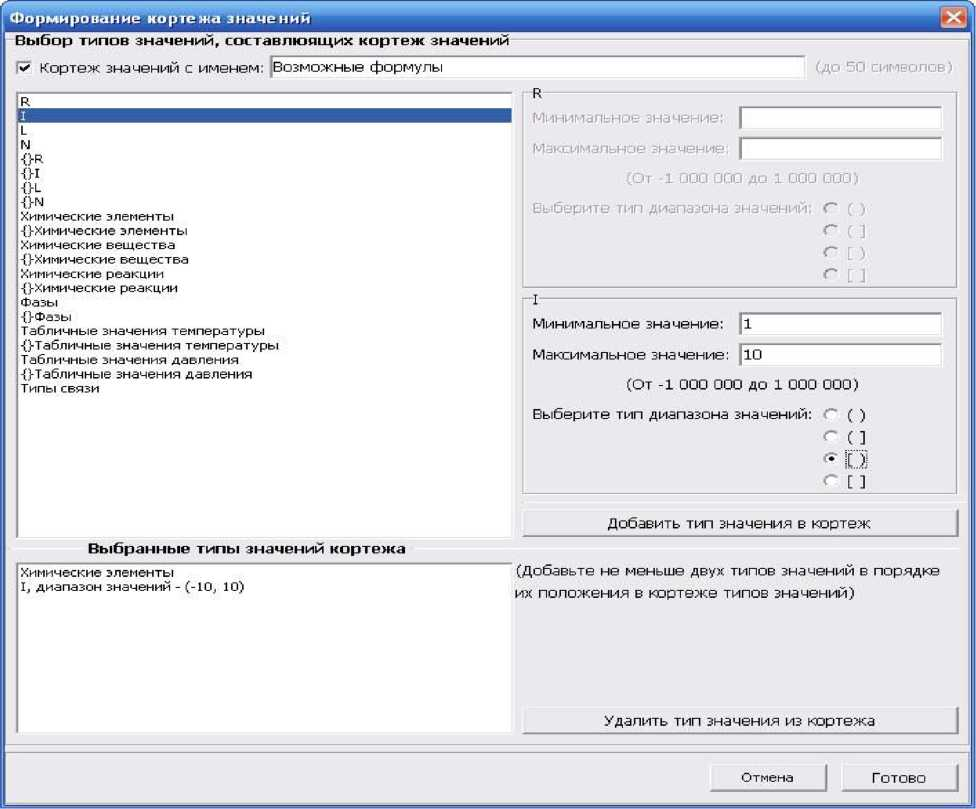 Формирование кортежа значений
Выбор типов значений, составлюящих кортеж значений
Кортеж значений с именем: Возможные формулы (до 50 символов)
R
I
L
N
{}R
{}I
{}L
{}N
Химические элементы
{}Химические элементы
Химические вещества
{}Химические вещества
Химические реакции
{}Химические реакции
Фазы
{}Фазы
Табличные значения температуры
{}Табличные значения температуры
Табличные значения давления
{}Табличные значения давления
Типы связи
R
Минимальное значение:
Максимальное значение:
(От -1 000 000 до 1 000 000)
Выберите тип диапазона значений: ( )
( ]
[ )
[ ]
I
Минимальное значение: 1
Максимальное значение: 10
(От -1 000 000 до 1 000 000)
Выберите тип диапазона значений: ( )
( ]
[ )
[ ]
Добавить тип значения в кортеж
Выбранные типы значений кортежа
Химические элементы
I, диапазон значений - (-10, 10)
(Добавьте не меньше двух типов значений в порядке
их положения в кортеже типов значений)
Удалить тип значения из кортежа
Отмена
Готово